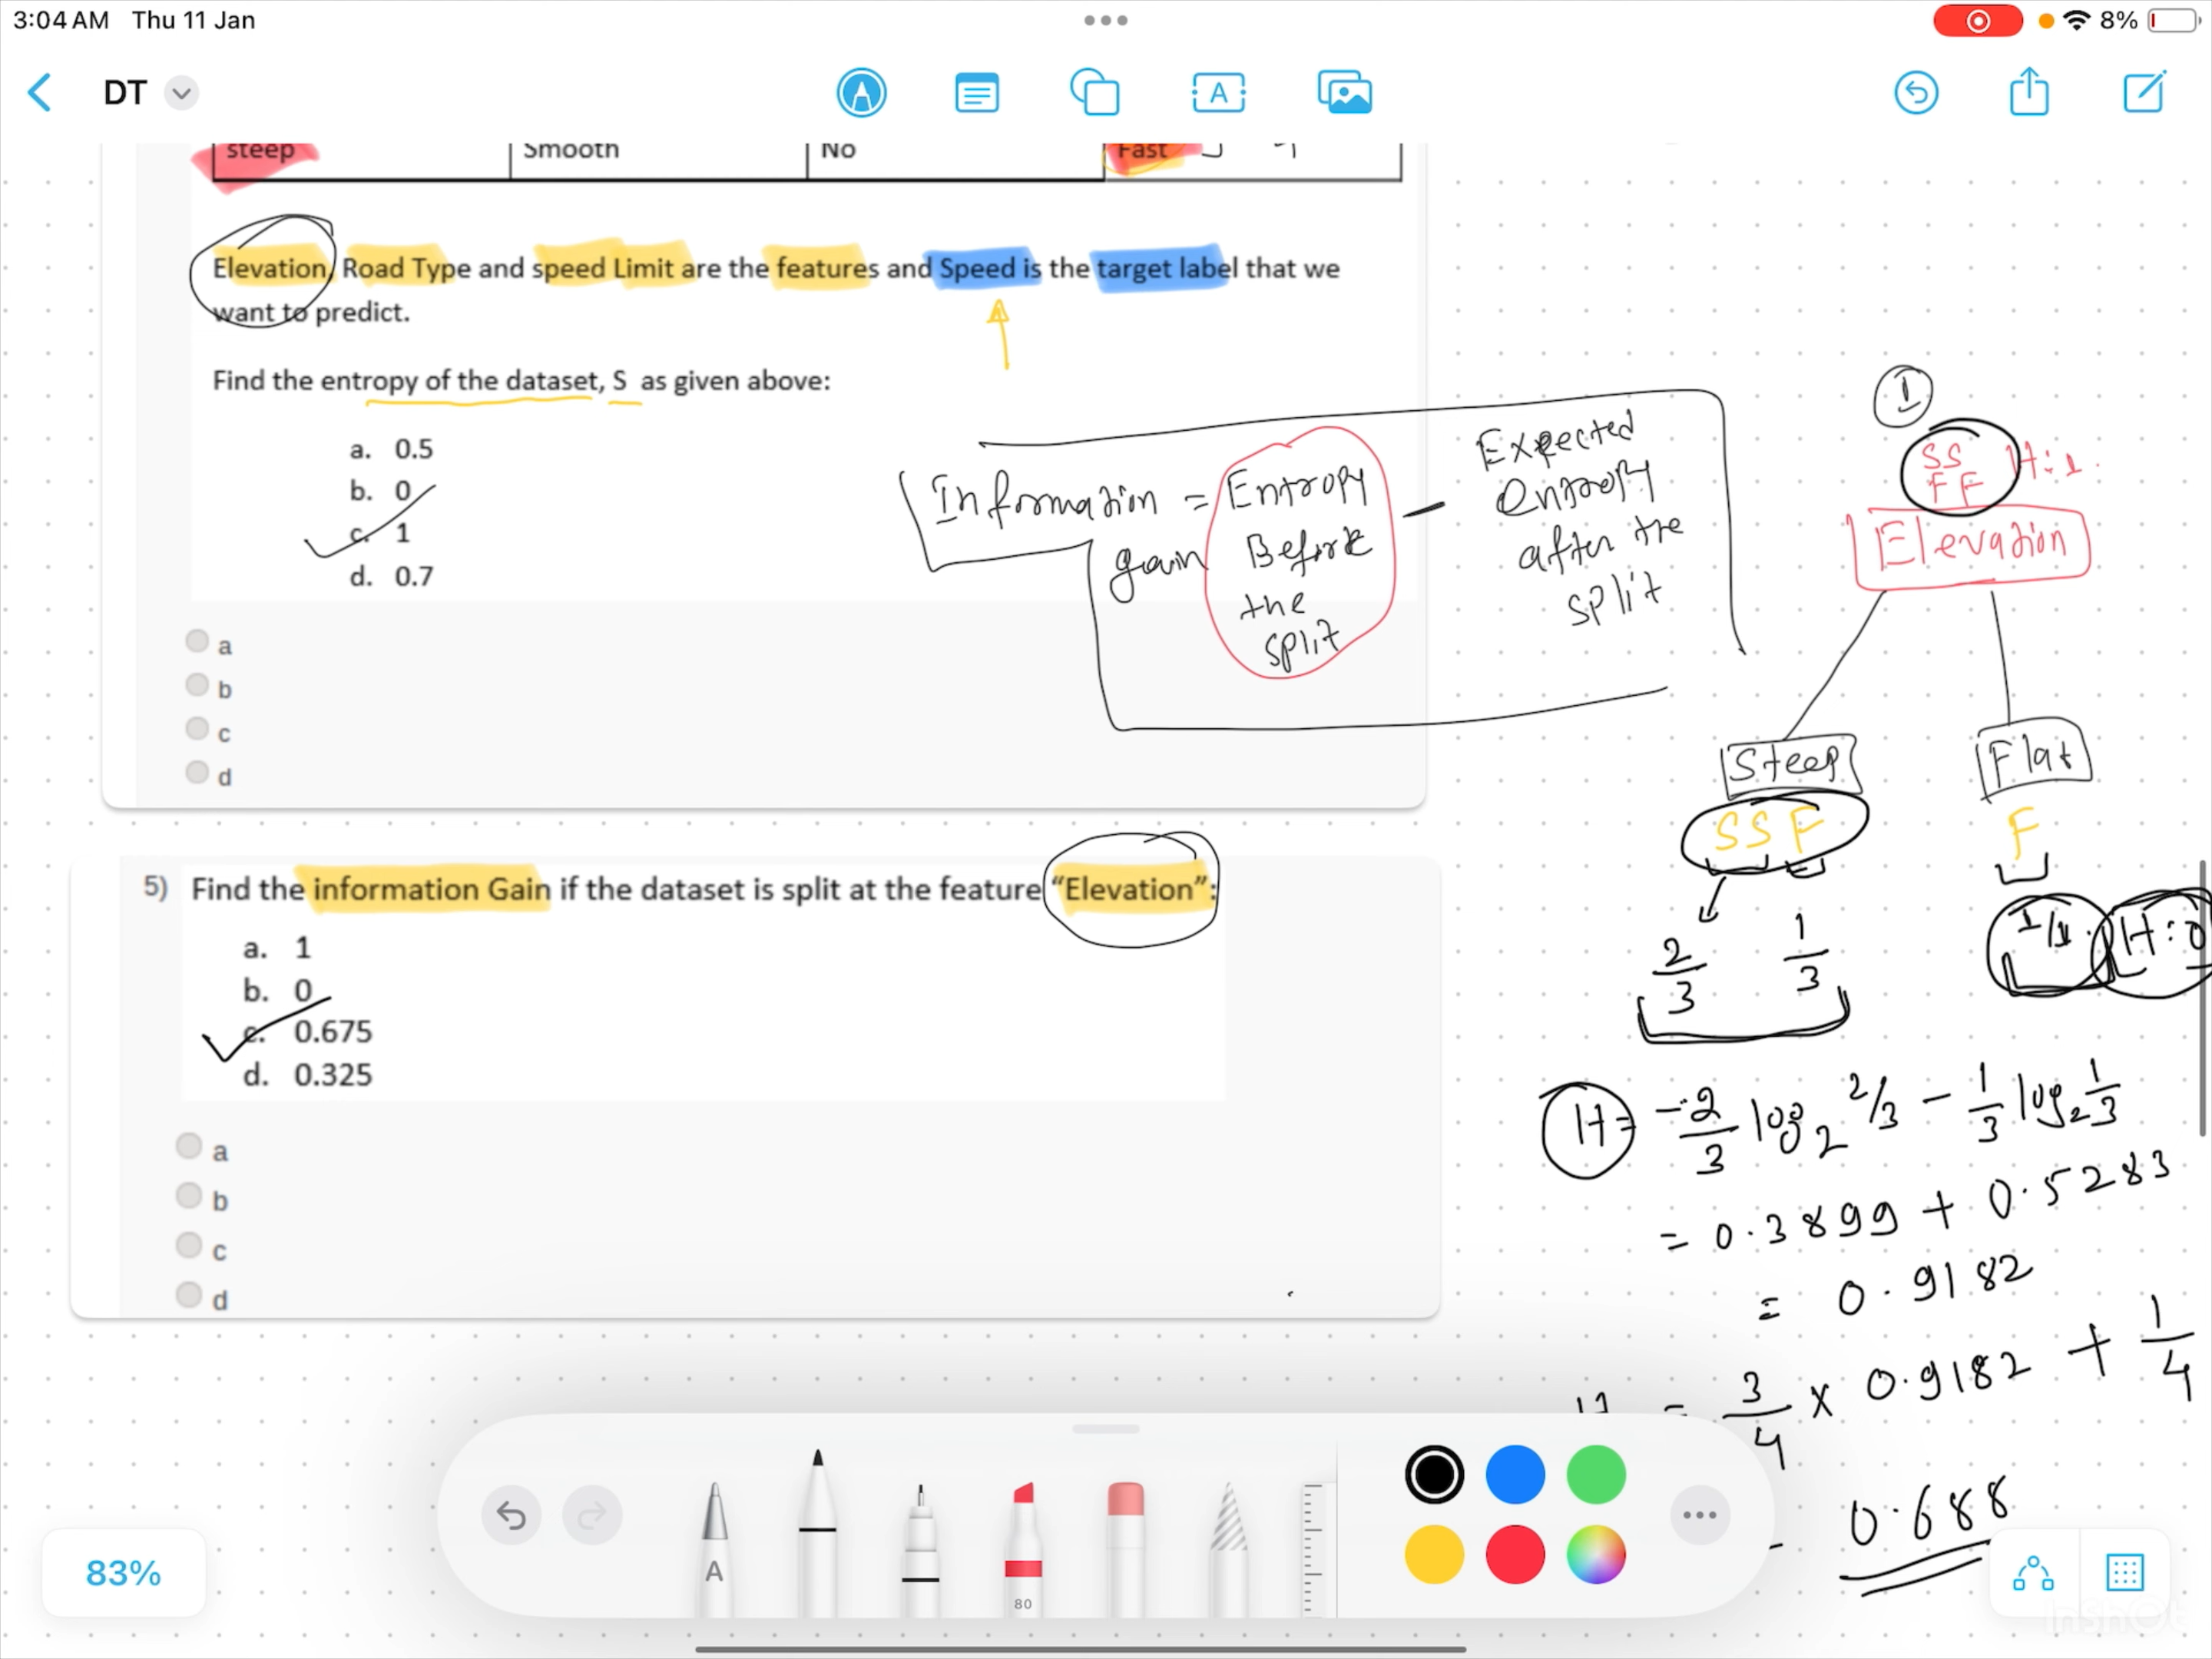 3:04 AM Thu 11 Jan
8%
DT
steep Smooth No Fast
Elevation, Road Type and speed Limit are the features and Speed is the target label that we
want to predict.
Find the entropy of the dataset, S as given above:
a. 0.5
b. 0
c. 1
d. 0.7
a
b
c
d
Information gain = Entropy Before the split - Expected entropy after the split
1
SS
FF H:1.
Elevation
Steep Flat
SSF F
2/3 1/3 1/1. H:0
5) Find the information Gain if the dataset is split at the feature "Elevation":
a. 1
b. 0
c. 0.675
d. 0.325
a
b
c
d
H = -2/3 log2 2/3 - 1/3 log2 1/3
= 0.3899 + 0.5283
= 0.9182
= 3/4 x 0.9182 + 1/4
0.688
A
80
83%